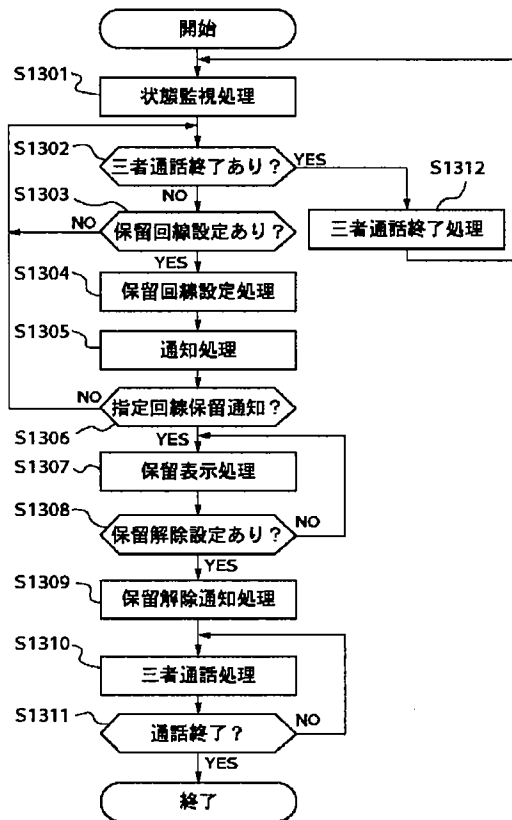 開始
S1301
状態監視処理
S1302
三者通話終了あり?
YES
S1312
NO
三者通話終了処理
S1303
NO
保留回線設定あり?
YES
S1304
保留回線設定処理
S1305
通知処理
NO
指定回線保留通知?
S1306
YES
S1307
保留表示処理
S1308
保留解除設定あり?
NO
YES
S1309
保留解除通知処理
S1310
三者通話処理
S1311
通話終了?
NO
YES
終了